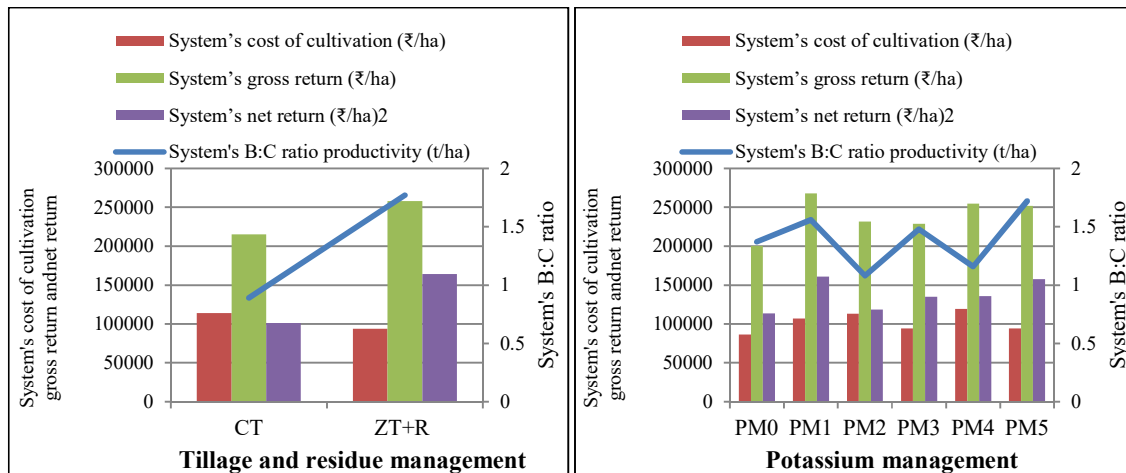 System's cost of cultivation (₹/ha)
System's gross return (₹/ha)
System's net return (₹/ha)2
System's B:C ratio productivity (t/ha)
System's cost of cultivation
gross return andnet return
300000
250000
200000
150000
100000
50000
0
2
1.5
1
0.5
0
System's B:C ratio
CT ZT+R
Tillage and residue management
System's cost of cultivation (₹/ha)
System's gross return (₹/ha)
System's net return (₹/ha)2
System's B:C ratio productivity (t/ha)
System's cost of cultivation
gross return and net return
300000
250000
200000
150000
100000
50000
0
2
1.5
1
0.5
0
System's B:C ratio
PM0 PM1 PM2 PM3 PM4 PM5
Potassium management